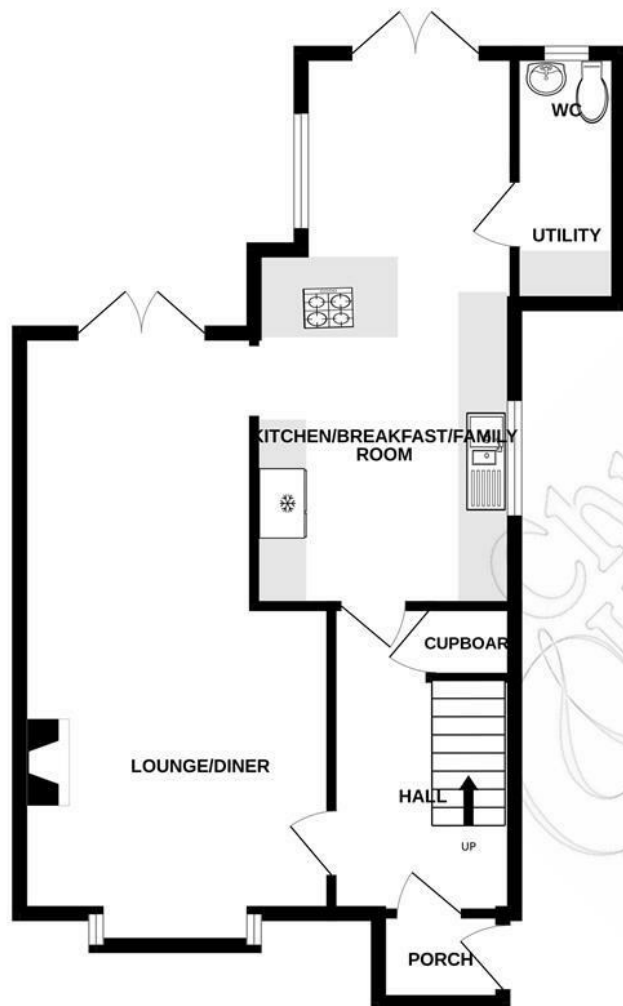 WC
UTILITY
KITCHEN/BREAKFAST/FAMILY
ROOM
CUPBOAR
LOUNGE/DINER
HALL
UP
PORCH